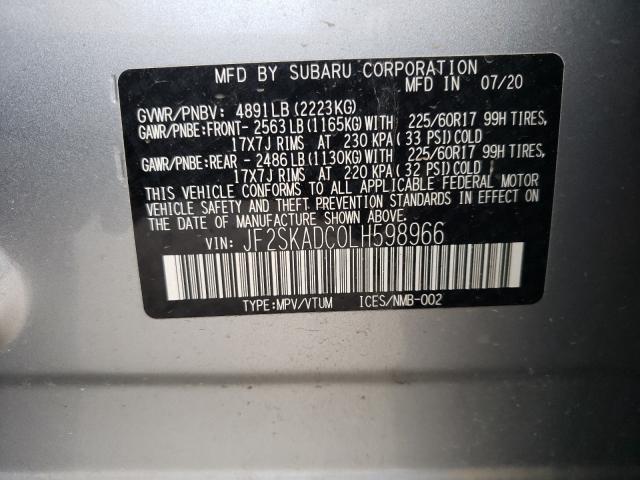 MFD BY SUBARU CORPORATION
MFD IN 07/20
GVWR/PNBV: 4891LB (2223KG)
GAWR/PNBE: FRONT- 2563 LB (1165KG) WITH 225/60R17 99H TIRES,
17X7J RIMS AT 230 KPA (33 PSI) COLD
GAWR/PNBE: REAR - 2486 LB (1130KG) WITH 225/60R17 99H TIRES,
17X7J RIMS AT 220 KPA (32 PSI) COLD
THIS VEHICLE CONFORMS TO ALL APPLICABLE FEDERAL MOTOR
VEHICLE SAFETY AND THEFT PREVENTION STANDARDS IN EFFECT ON
THE DATE OF MANUFACTURE SHOWN ABOVE.
VIN: JF2SKADC0LH598966
TYPE:MPV/VTUM ICES/NMB-002